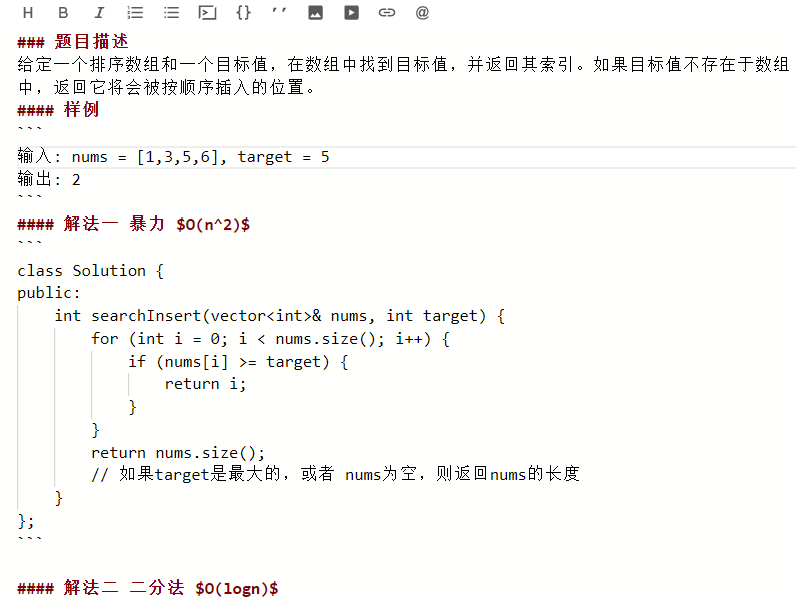 H B I {} ’’ @
### 题目描述
给定一个排序数组和一个目标值，在数组中找到目标值，并返回其索引。如果目标值不存在于数组
中，返回它将会被按顺序插入的位置。
#### 样例
```
输入: nums = [1,3,5,6], target = 5
输出: 2
```
#### 解法一 暴力 $O(n^2)$
```
class Solution {
public:
    int searchInsert(vector<int>& nums, int target) {
        for (int i = 0; i < nums.size(); i++) {
            if (nums[i] >= target) {
                return i;
            }
        }
        return nums.size();
        // 如果target是最大的，或者 nums为空，则返回nums的长度
    }
};
```
#### 解法二 二分法 $O(logn)$